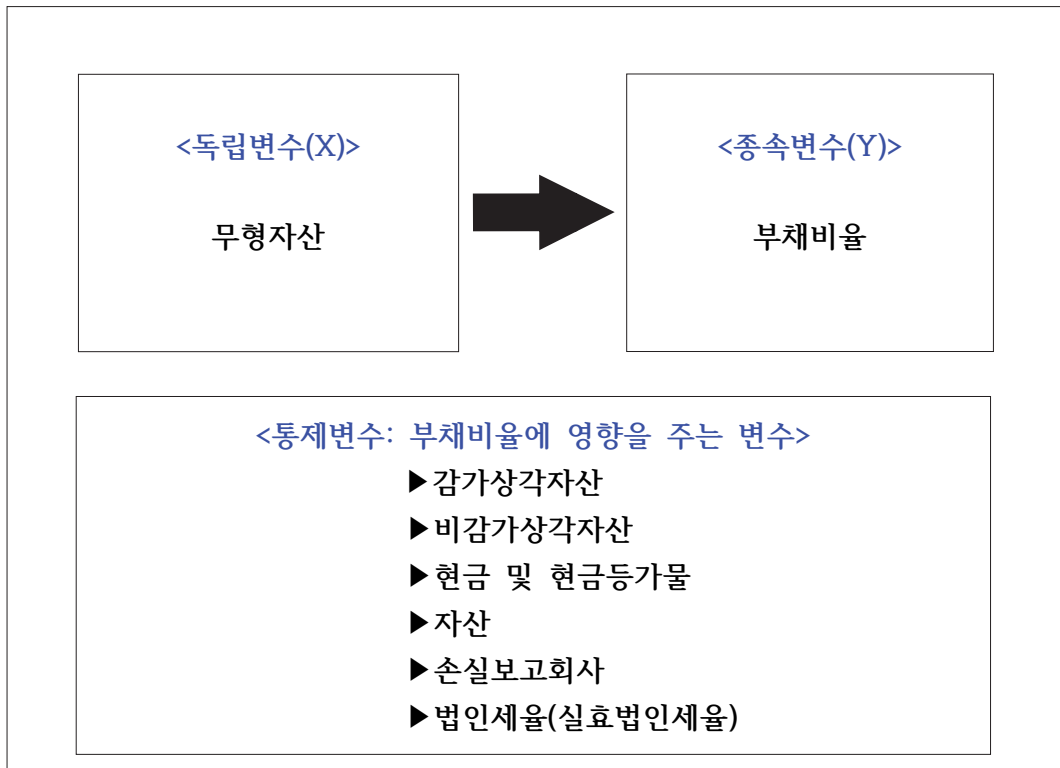 <독립변수(X)>
무형자산
<종속변수(Y)>
부채비율
<통제변수: 부채비율에 영향을 주는 변수>
▶감가상각자산
▶비감가상각자산
▶현금 및 현금등가물
▶자산
▶손실보고회사
▶법인세율(실효법인세율)